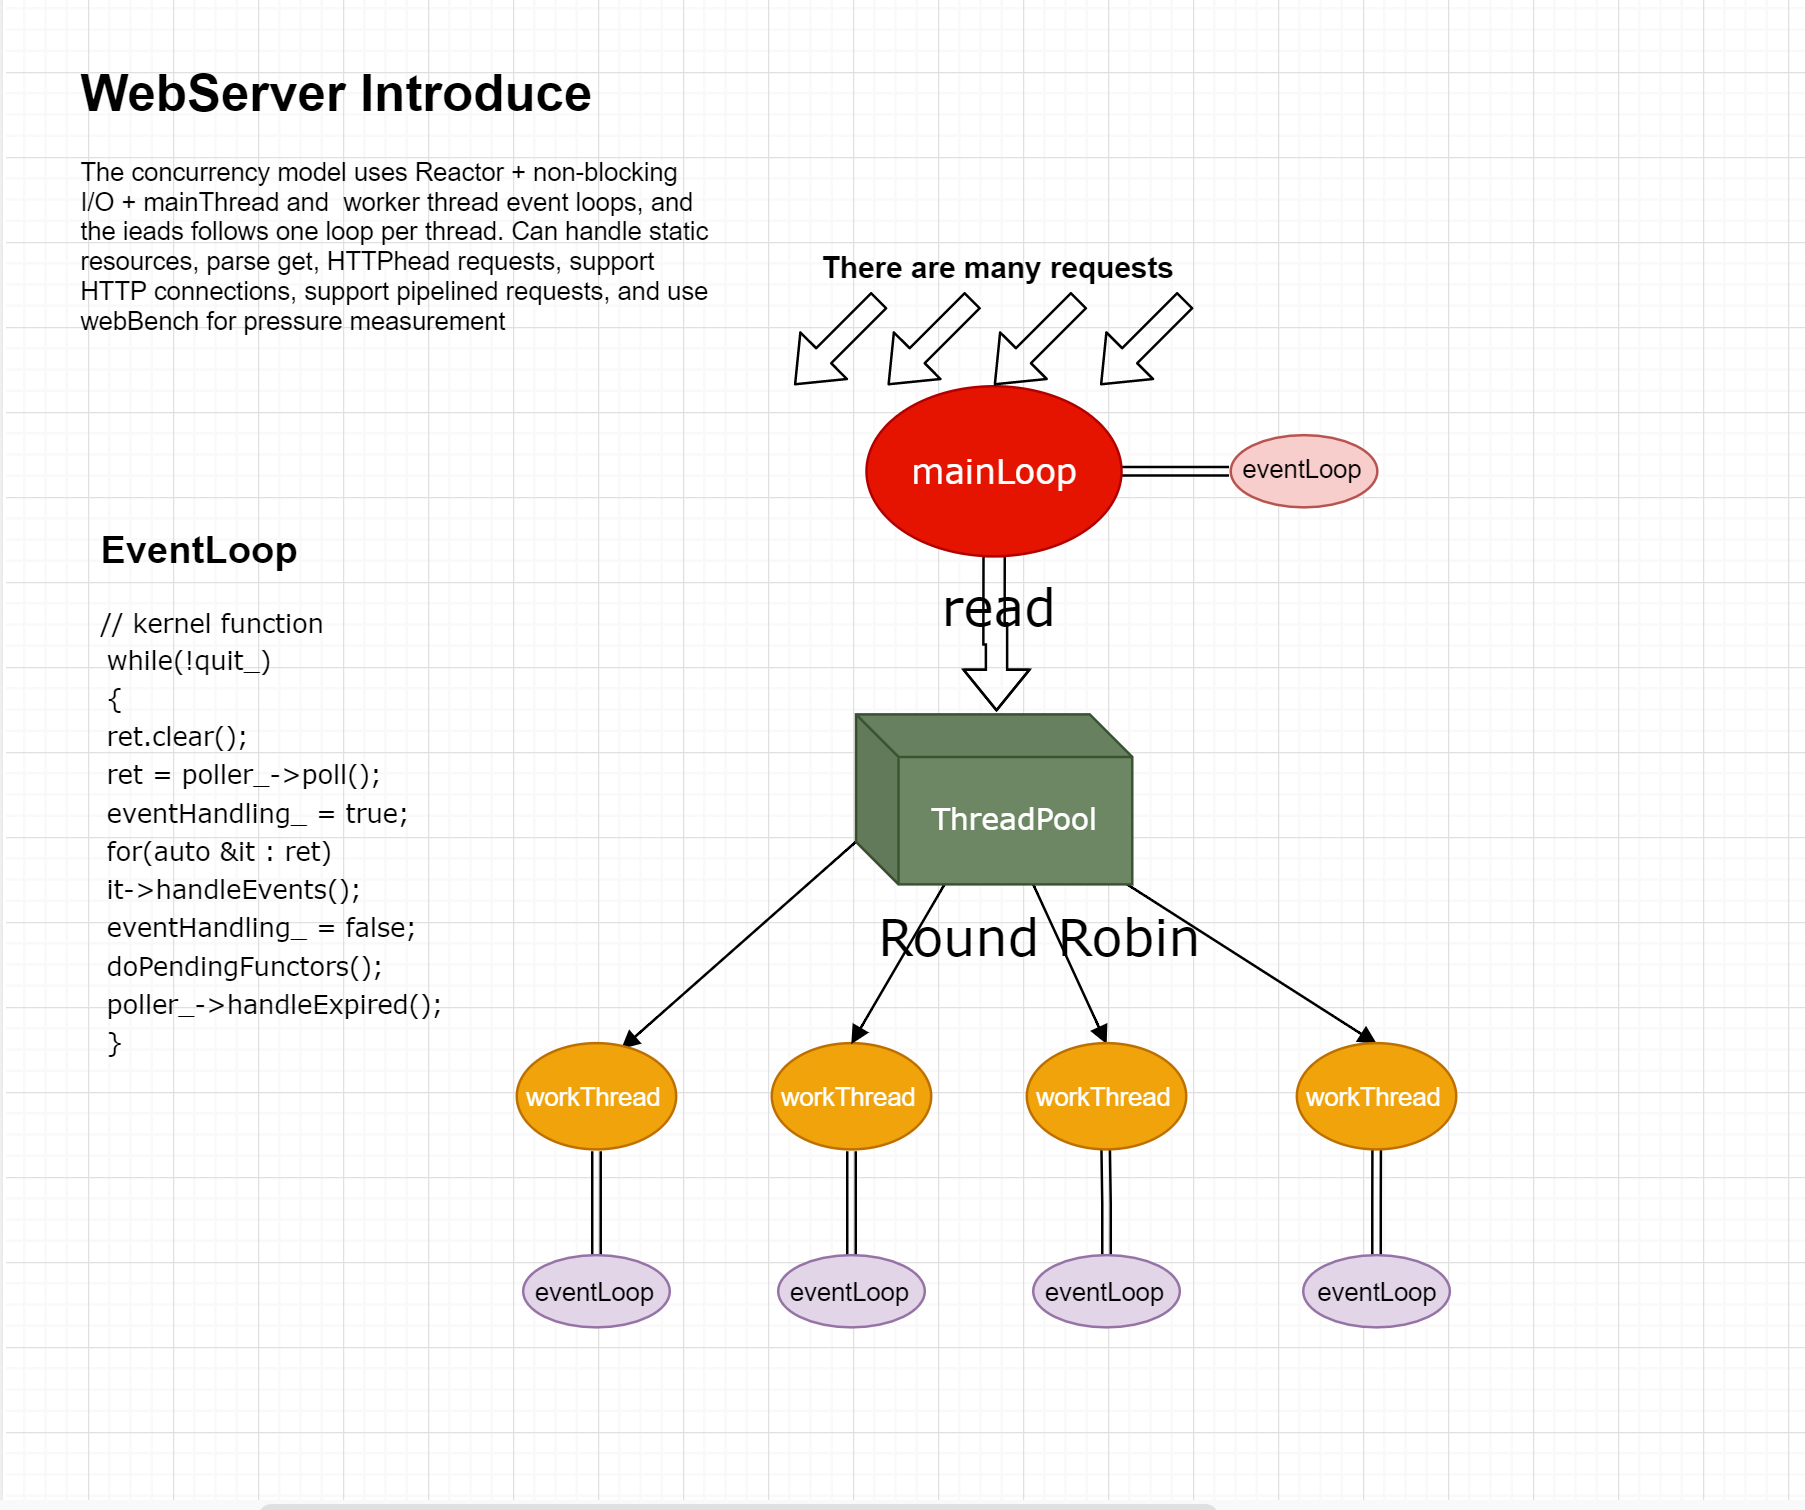 WebServer Introduce
The concurrency model uses Reactor + non-blocking
I/O + mainThread and  worker thread event loops, and
the ieads follows one loop per thread. Can handle static
resources, parse get, HTTPhead requests, support
HTTP connections, support pipelined requests, and use
webBench for pressure measurement
There are many requests
mainLoop
eventLoop
read
ThreadPool
Round Robin
workThread
workThread
workThread
workThread
eventLoop
eventLoop
eventLoop
eventLoop
EventLoop
// kernel function
while(!quit_)
{
ret.clear();
ret = poller_->poll();
eventHandling_ = true;
for(auto &it : ret)
it->handleEvents();
eventHandling_ = false;
doPendingFunctors();
poller_->handleExpired();
}